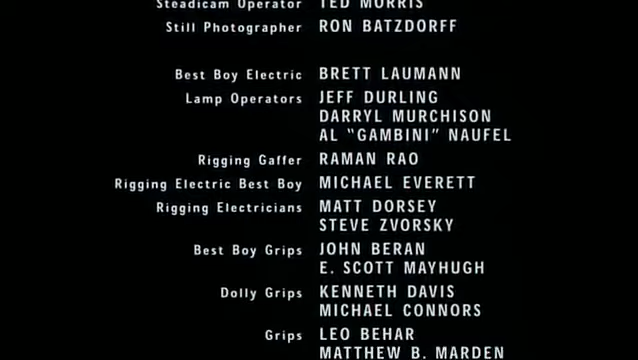 Steadicam Operator TED MORRIS
Still Photographer RON BATZDORFF
Best Boy Electric BRETT LAUMANN
Lamp Operators JEFF DURLING
DARRYL MURCHISON
AL “GAMBINI” NAUFEL
Rigging Gaffer RAMAN RAO
Rigging Electric Best Boy MICHAEL EVERETT
Rigging Electricians MATT DORSEY
STEVE ZVORSKY
Best Boy Grips JOHN BERAN
E. SCOTT MAYHUGH
Dolly Grips KENNETH DAVIS
MICHAEL CONNORS
Grips LEO BEHAR
MATTHEW B. MARDEN